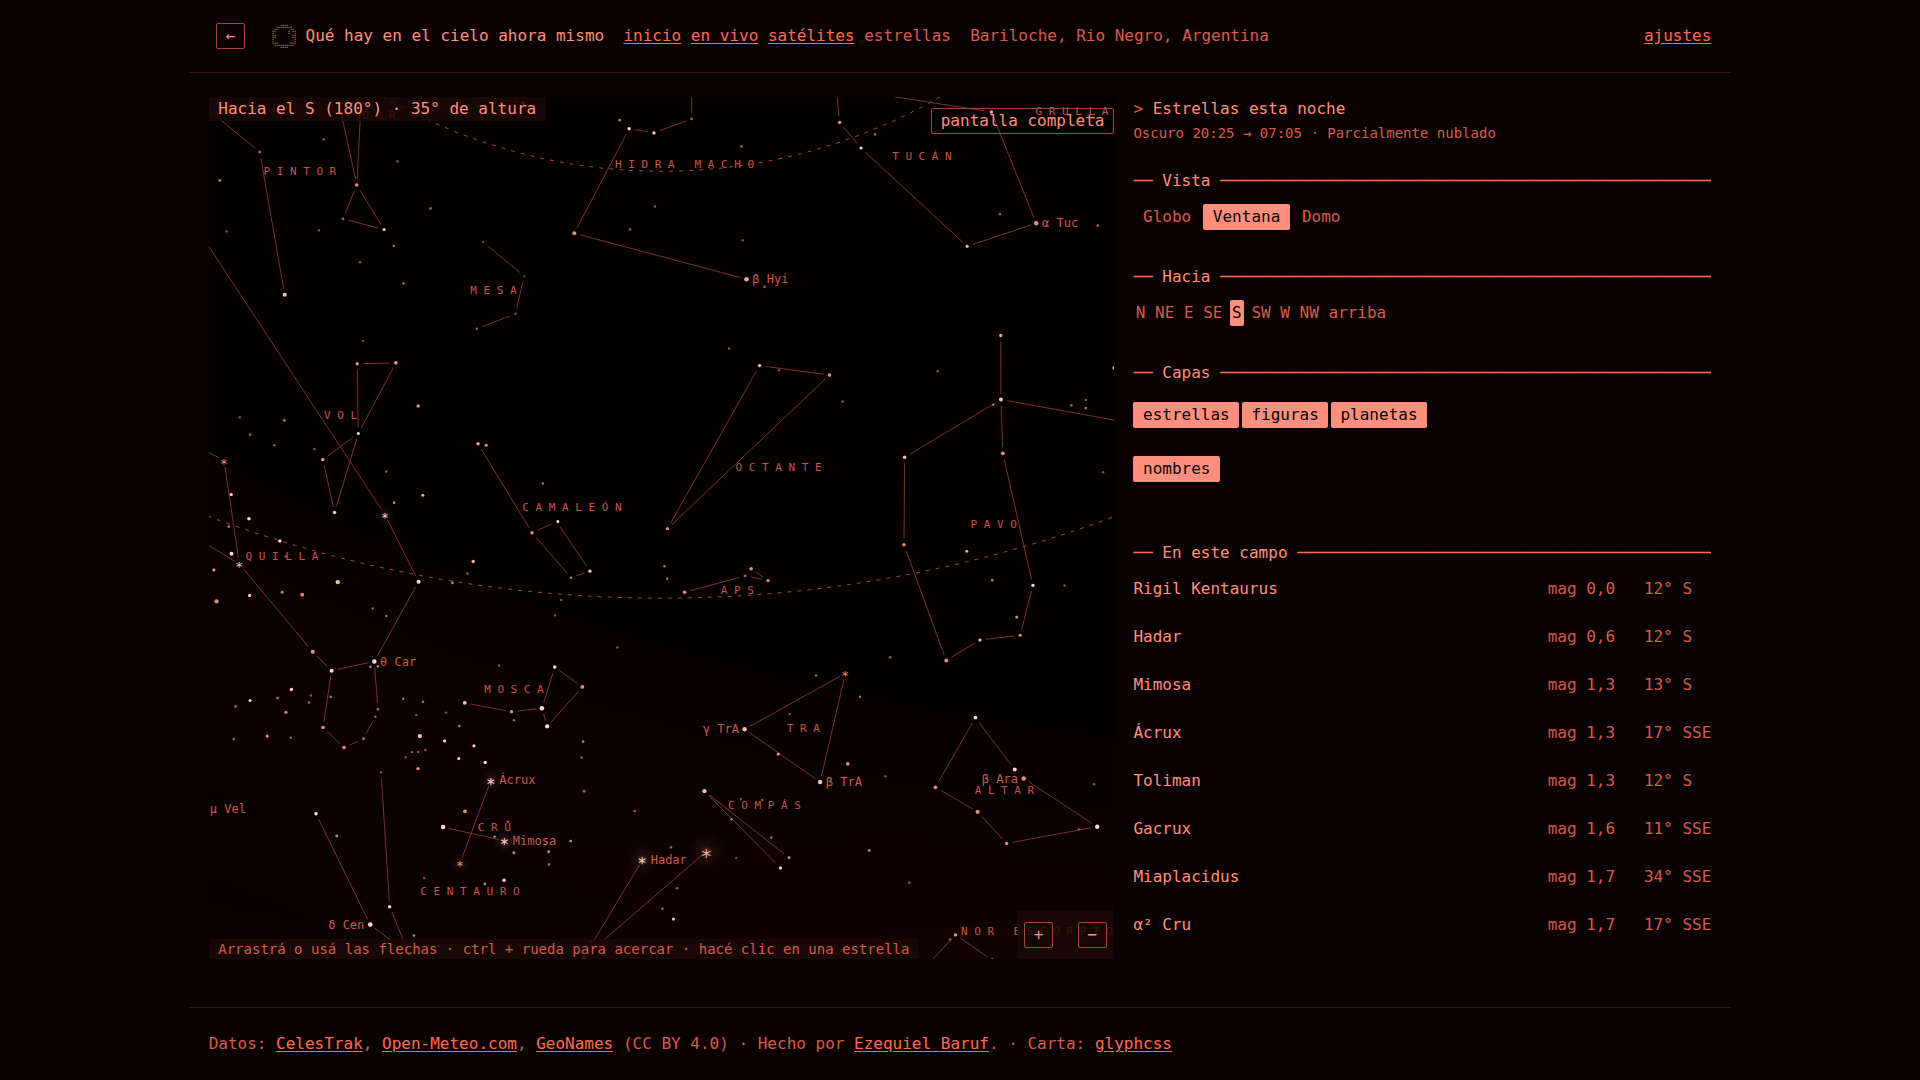 ← Qué hay en el cielo ahora mismo inicio en vivo satélites estrellas Bariloche, Rio Negro, Argentina ajustes
Hacia el S (180°) · 35° de altura
pantalla completa
GRULLA
PINTOR
HIDRA MACHO
TUCÁN
α Tuc
β Hyi
MESA
VOL
OCTANTE
CAMALEÓN
PAVO
QUILLA
APS
θ Car
MOSCA
γ TrA
TRA
β TrA
β Ara
ALTAR
Ácrux
COMPÁS
μ Vel
CRU
Mimosa
Hadar
CENTAURO
δ Cen
NOR
Arrastrá o usá las flechas · ctrl + rueda para acercar · hacé clic en una estrella
+ −
> Estrellas esta noche
Oscuro 20:25 → 07:05 · Parcialmente nublado
Vista
Globo Ventana Domo
Hacia
N NE E SE S SW W NW arriba
Capas
estrellas figuras planetas
nombres
En este campo
Rigil Kentaurus mag 0,0 12° S
Hadar mag 0,6 12° S
Mimosa mag 1,3 13° S
Ácrux mag 1,3 17° SSE
Toliman mag 1,3 12° S
Gacrux mag 1,6 11° SSE
Miaplacidus mag 1,7 34° SSE
α² Cru mag 1,7 17° SSE
Datos: CelesTrak, Open-Meteo.com, GeoNames (CC BY 4.0) · Hecho por Ezequiel Baruf. · Carta: glyphcss